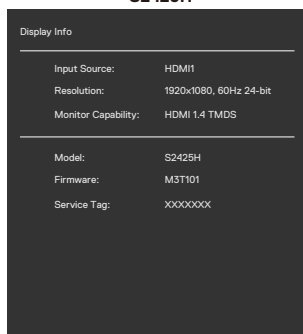 Display Info
Input Source: HDMI1
Resolution: 1920x1080, 60Hz 24-bit
Monitor Capability: HDMI 1.4 TMDS
Model: S2425H
Firmware: M3T101
Service Tag: XXXXXXX